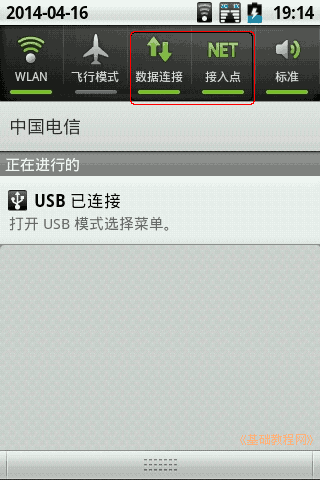 2014-04-16 19:14
WLAN 飞行模式 数据连接 NET 接入点 标准
中国电信
正在进行的
USB 已连接
打开 USB 模式选择菜单。